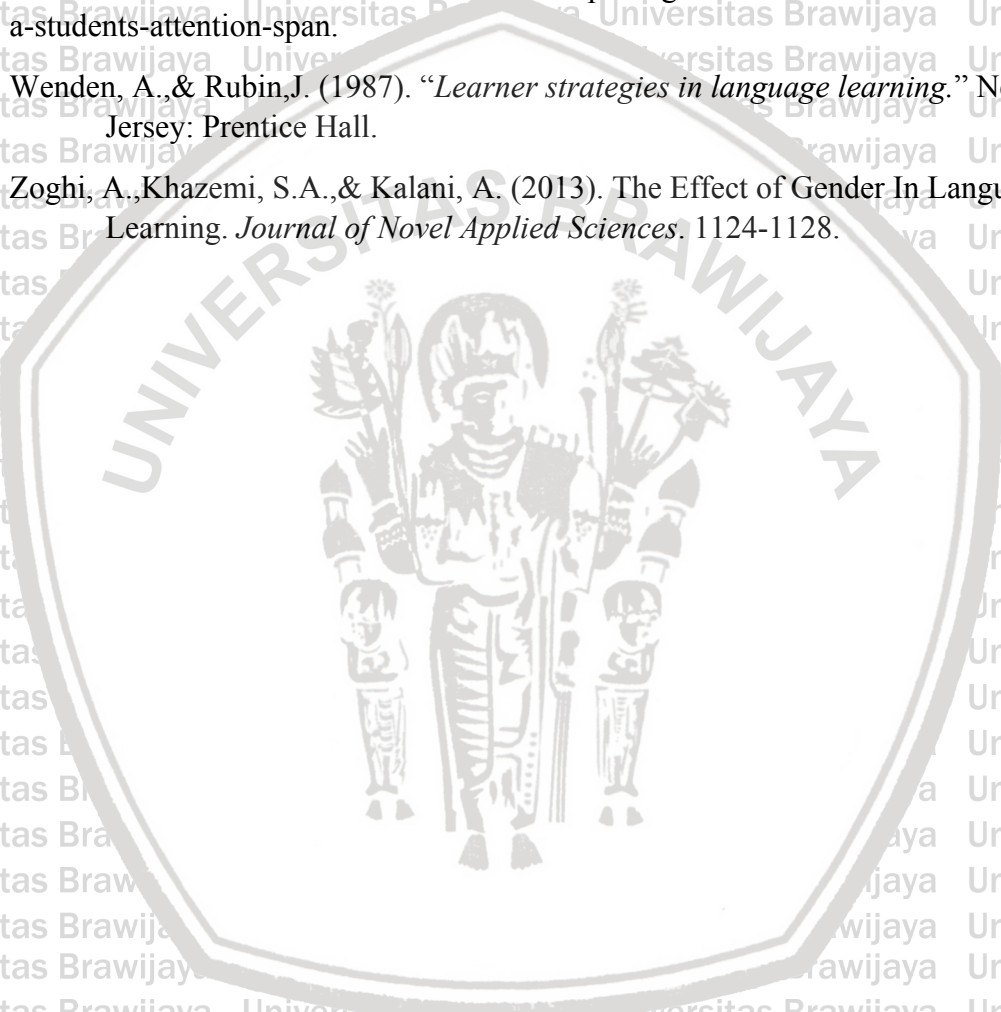 a-students-attention-span.
Wenden, A.,& Rubin,J. (1987). “Learner strategies in language learning.” N
Jersey: Prentice Hall.
Zoghi, A.,Khazemi, S.A.,& Kalani, A. (2013). The Effect of Gender In Langu
Learning. Journal of Novel Applied Sciences. 1124-1128.
UNIVERSITAS BRAWIJAYA